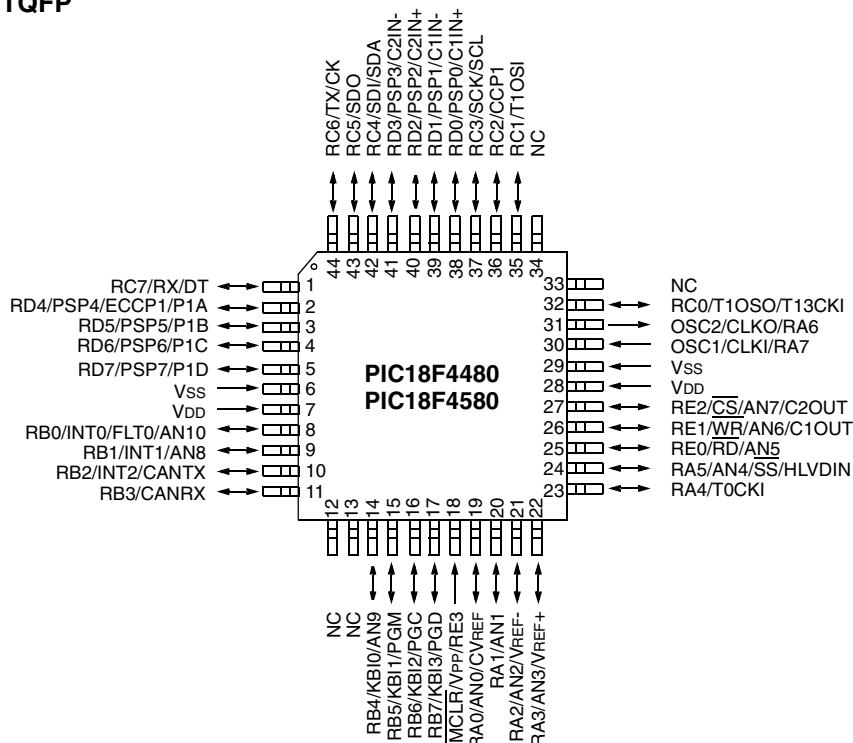 TQFP
RC6/TX/CK
RC5/SDO
RC4/SDI/SDA
RD3/PSP3/C2IN-
RD2/PSP2/C2IN+
RD1/PSP1/C1IN-
RD0/PSP0/C1IN+
RC3/SCK/SCL
RC2/CCP1
RC1/T1OSI
NC
44
43
42
41
40
39
38
37
36
35
34
RC7/RX/DT 1
RD4/PSP4/ECCP1/P1A 2
RD5/PSP5/P1B 3
RD6/PSP6/P1C 4
RD7/PSP7/P1D 5
VSS 6
VDD 7
RB0/INT0/FLT0/AN10 8
RB1/INT1/AN8 9
RB2/INT2/CANTX 10
RB3/CANRX 11
PIC18F4480
PIC18F4580
33 NC
32 RC0/T1OSO/T13CKI
31 OSC2/CLKO/RA6
30 OSC1/CLKI/RA7
29 VSS
28 VDD
27 RE2/CS/AN7/C2OUT
26 RE1/WR/AN6/C1OUT
25 RE0/RD/AN5
24 RA5/AN4/SS/HLVDIN
23 RA4/T0CKI
12
13
14
15
16
17
18
19
20
21
22
NC
NC
RB4/KBI0/AN9
RB5/KBI1/PGM
RB6/KBI2/PGC
RB7/KBI3/PGD
MCLR/VPP/RE3
RA0/AN0/CVREF
RA1/AN1
RA2/AN2/VREF-
RA3/AN3/VREF+